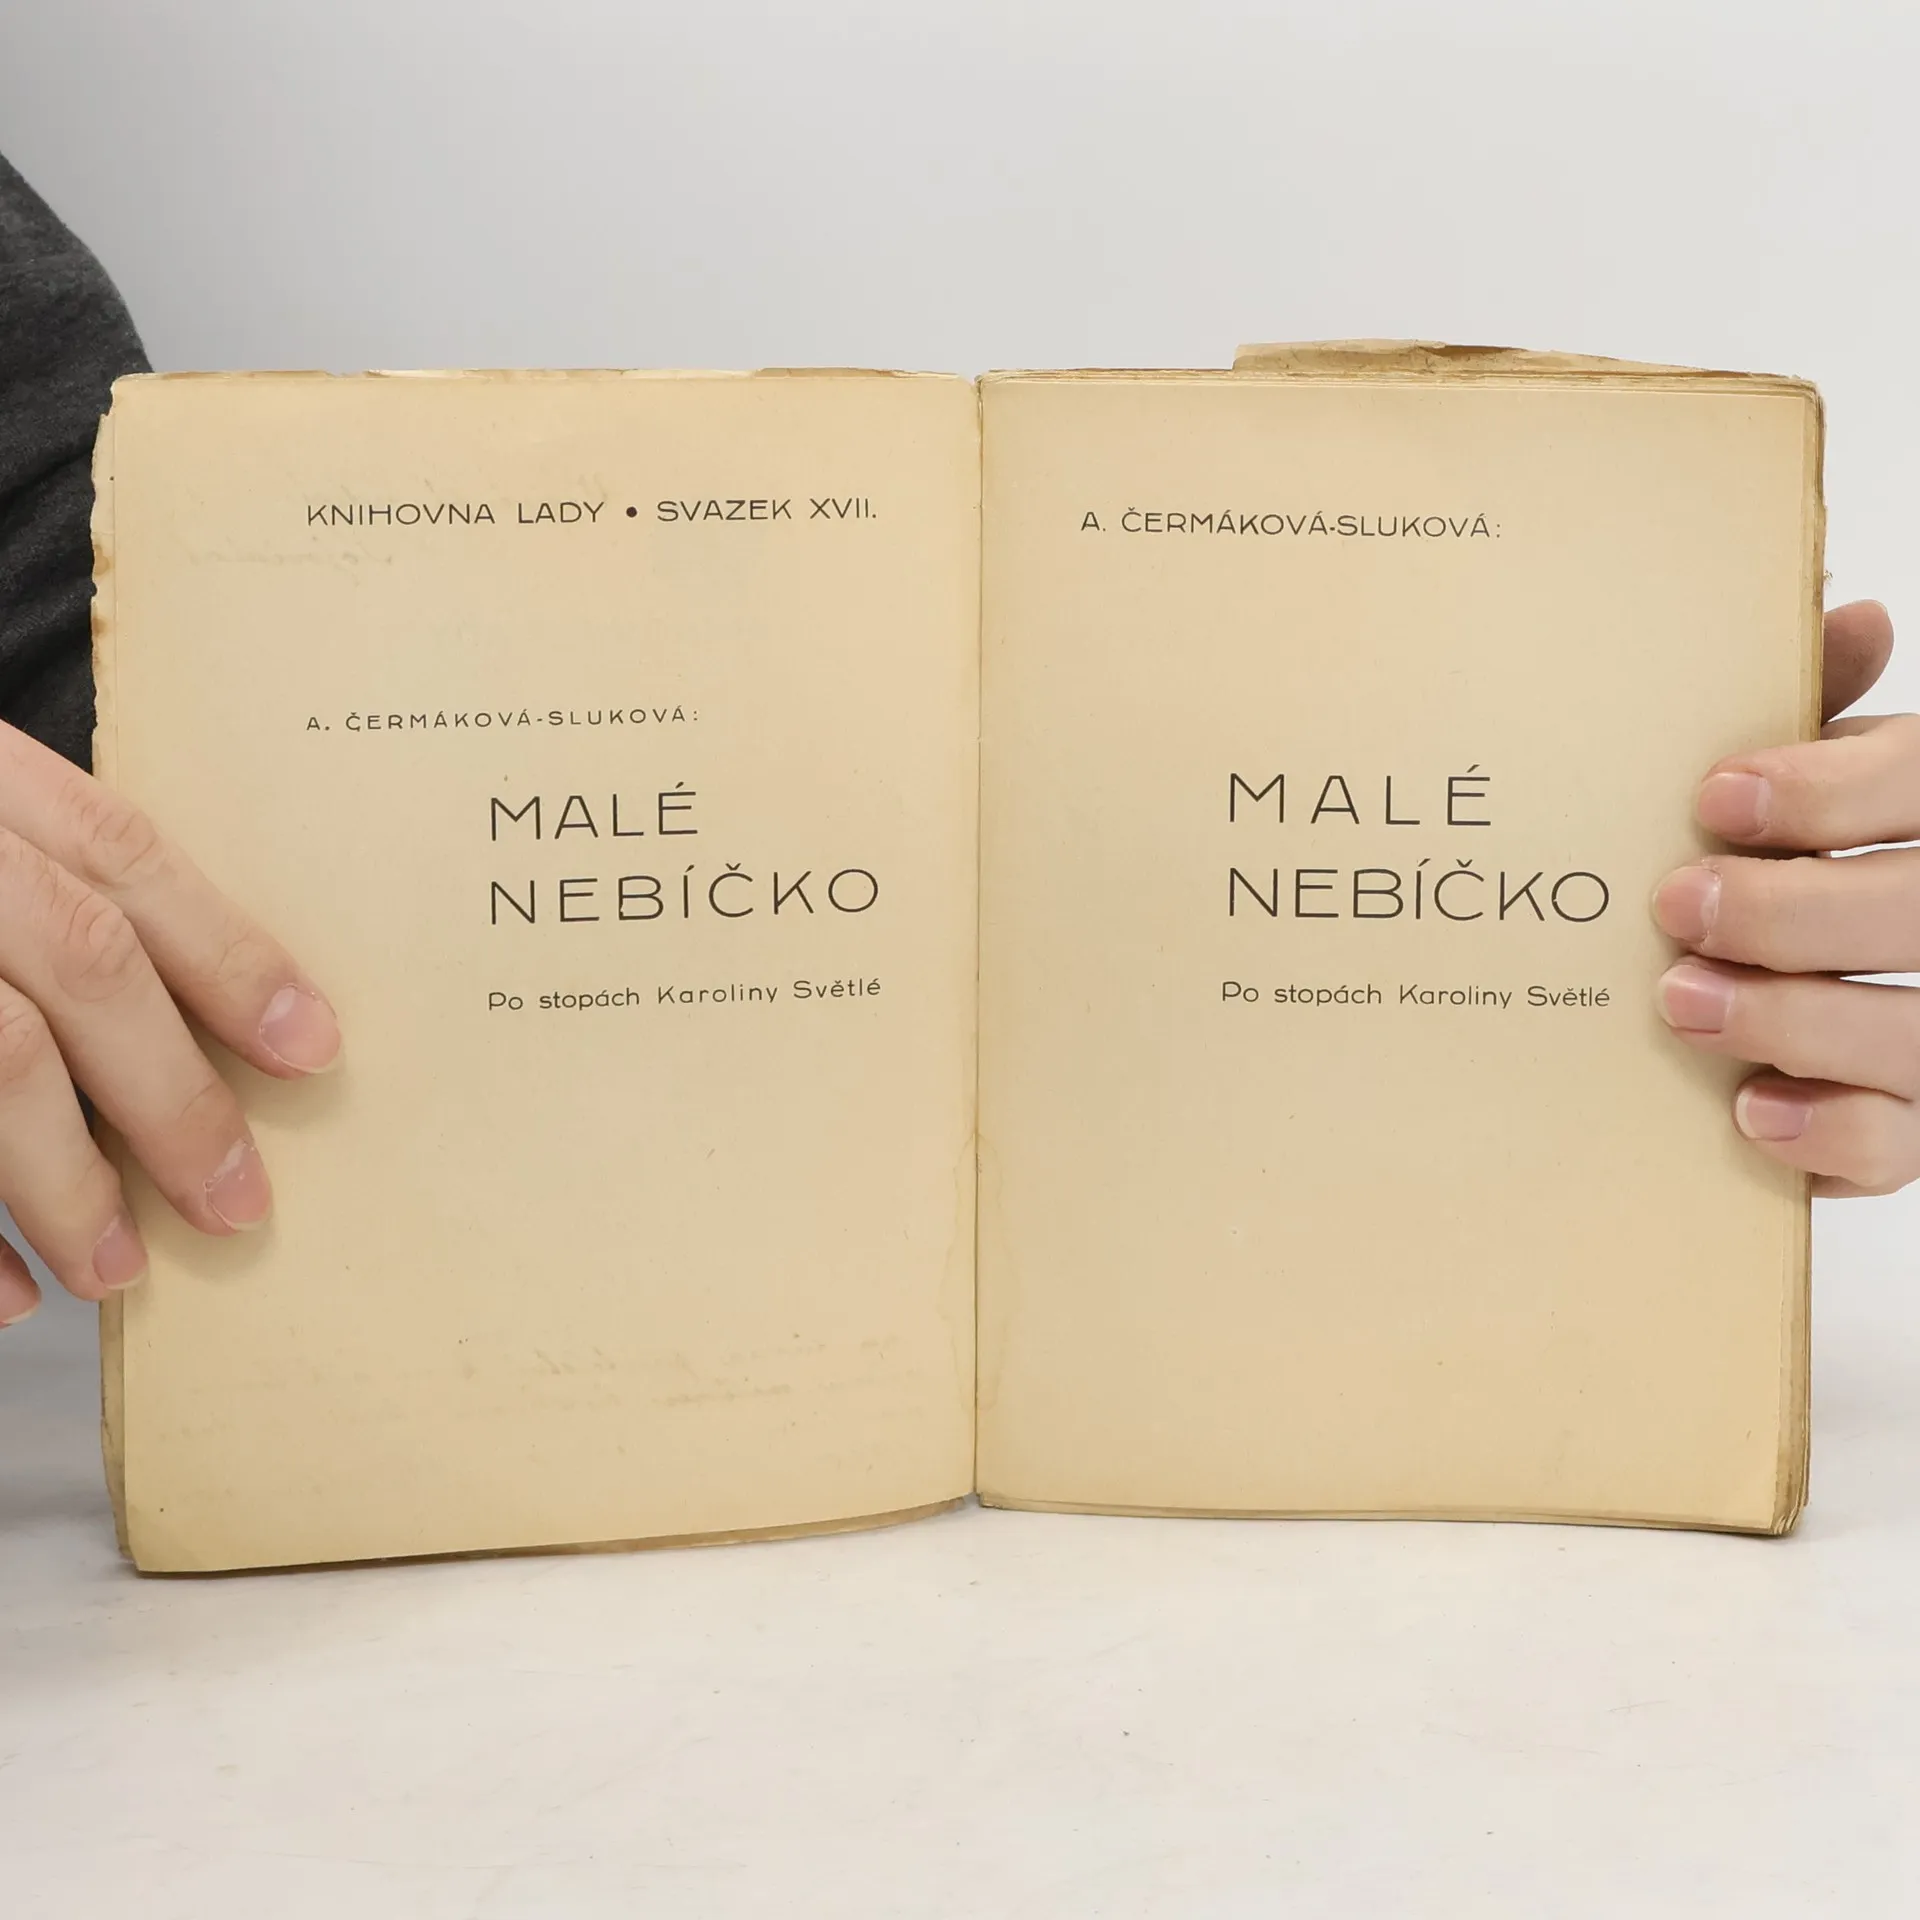 KNIHOVNA LADY • SVAZEK XVII.
A. ČERMÁKOVÁ-SLUKOVÁ:
MALÉ
NEBÍČKO
Po stopách Karoliny Světlé
A. ČERMÁKOVÁ-SLUKOVÁ:
MALÉ
NEBÍČKO
Po stopách Karoliny Světlé